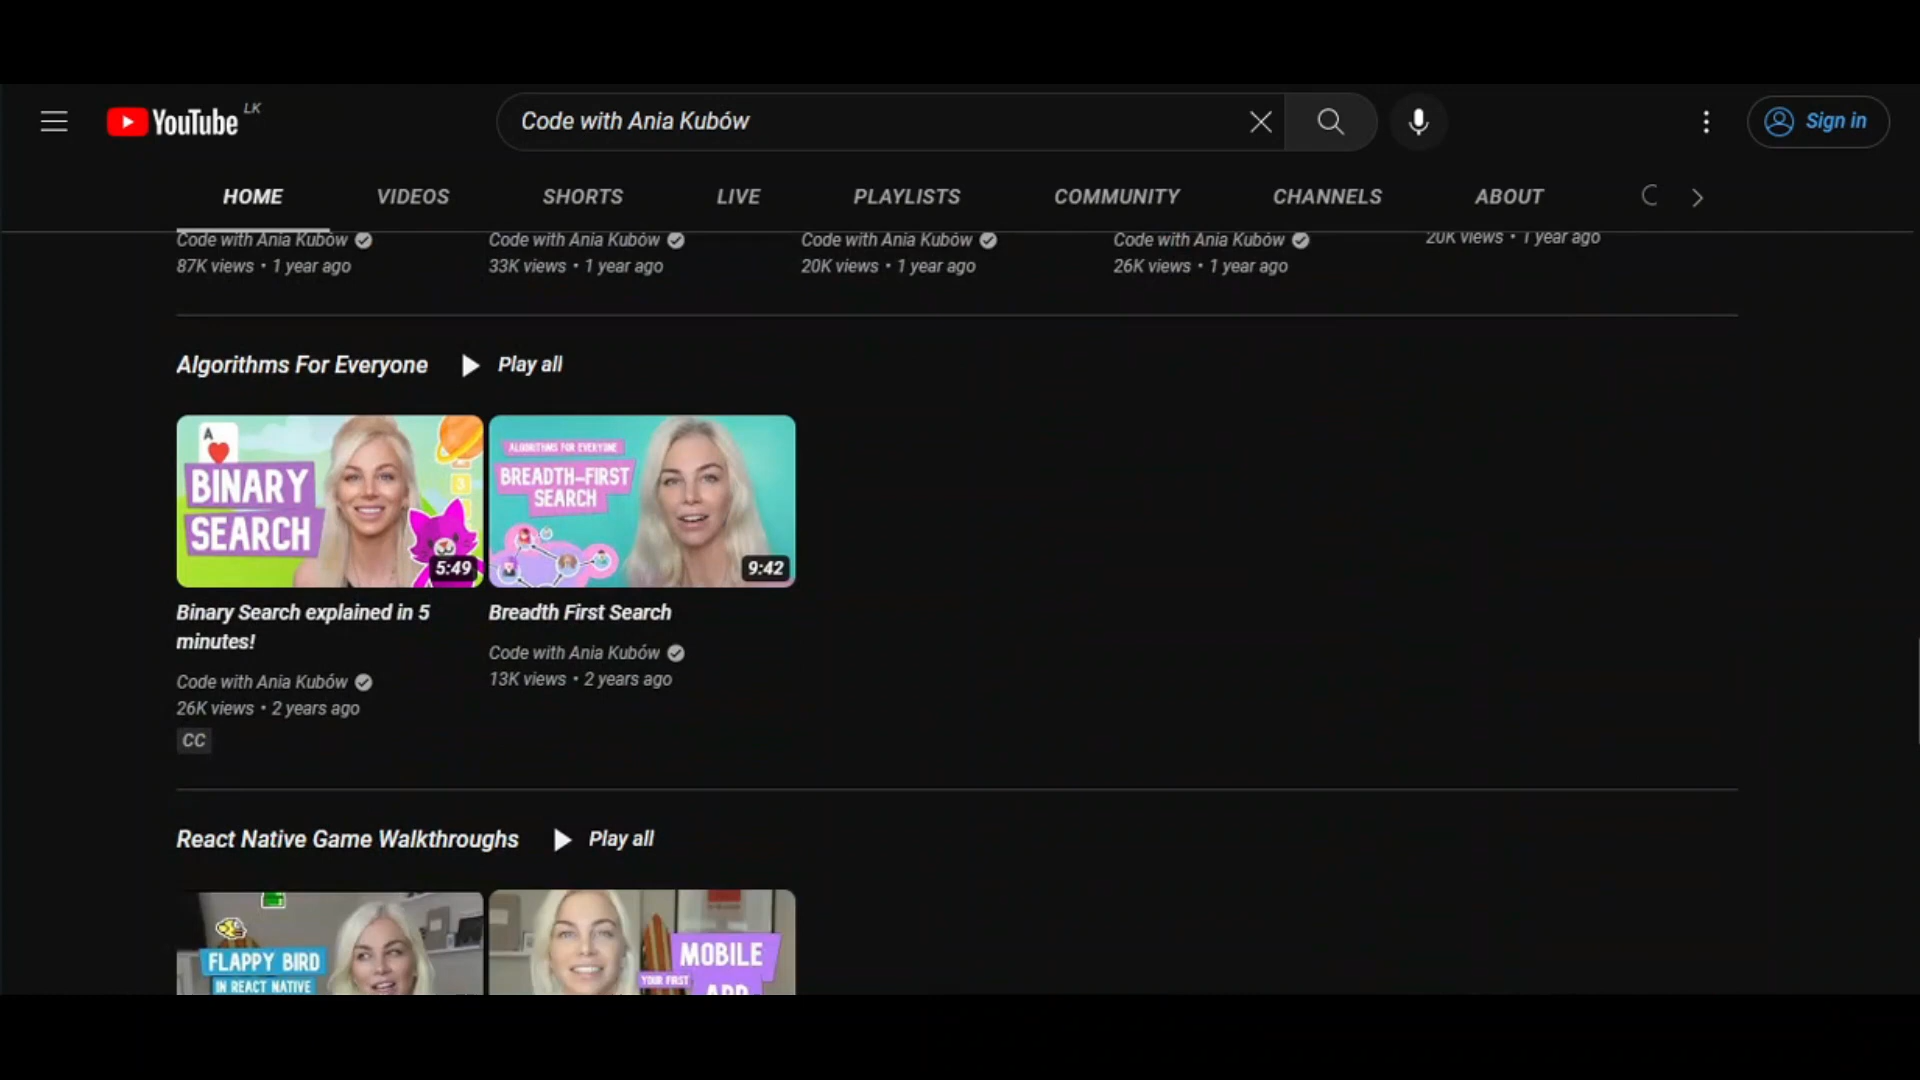 YouTube LK
Code with Ania Kubów
Sign in
HOME VIDEOS SHORTS LIVE PLAYLISTS COMMUNITY CHANNELS ABOUT
Code with Ania Kubów Code with Ania Kubów Code with Ania Kubów Code with Ania Kubów 20K views • 1 year ago
87K views • 1 year ago 33K views • 1 year ago 20K views • 1 year ago 26K views • 1 year ago
Algorithms For Everyone Play all
A
BINARY
SEARCH
3
5:49
ALGORITHMS FOR EVERYONE
BREADTH-FIRST
SEARCH
9:42
Binary Search explained in 5
minutes!
Code with Ania Kubów
26K views • 2 years ago
CC
Breadth First Search
Code with Ania Kubów
13K views • 2 years ago
React Native Game Walkthroughs Play all
FLAPPY BIRD
IN REACT NATIVE
MOBILE
YOUR FIRST
APP